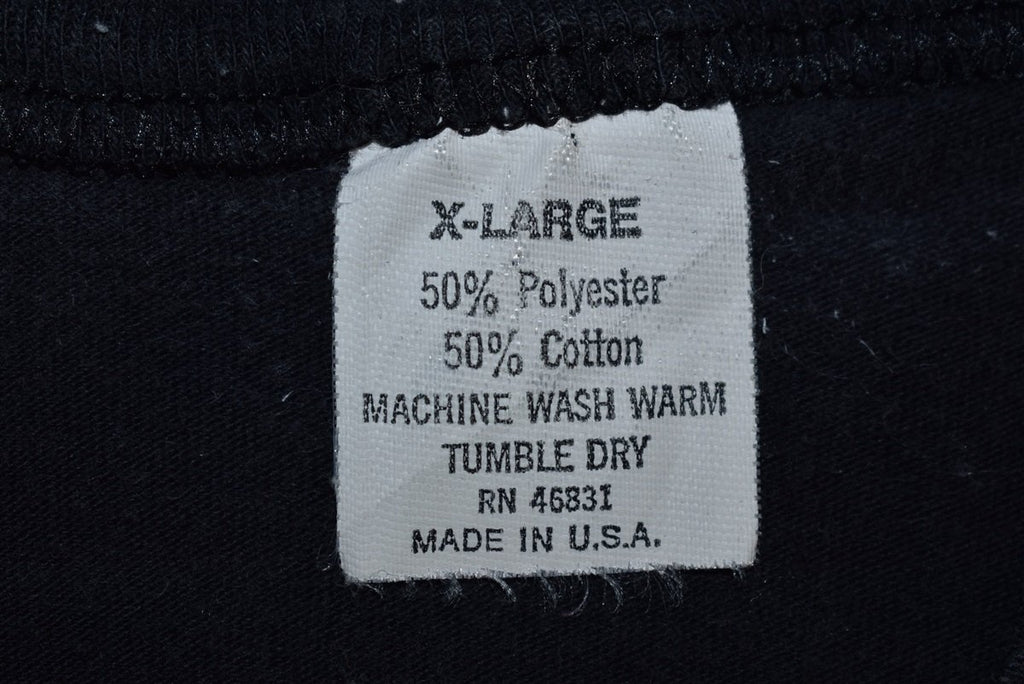 X-LARGE
50% Polyester
50% Cotton
MACHINE WASH WARM
TUMBLE DRY
RN 46831
MADE IN U.S.A.